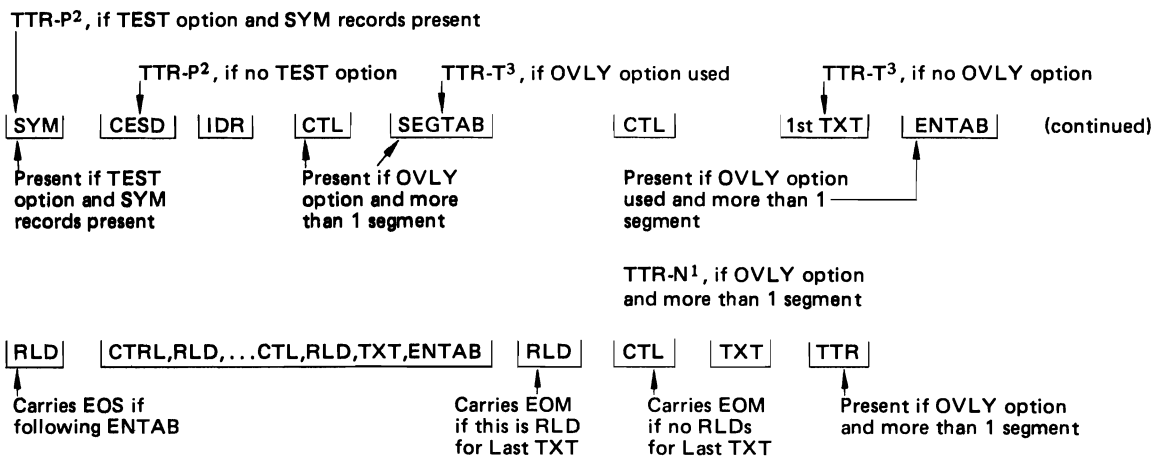 TTR-P², if TEST option and SYM records present
TTR-P², if no TEST option
TTR-T³, if OVLY option used
TTR-T³, if no OVLY option
SYM
CESD
IDR
CTL
SEGTAB
CTL
1st TXT
ENTAB
(continued)
Present if TEST
option and SYM
records present
Present if OVLY
option and more
than 1 segment
Present if OVLY option
used and more than 1
segment
TTR-N¹, if OVLY option
and more than 1 segment
RLD
CTRL,RLD,...CTL,RLD,TXT,ENTAB
RLD
CTL
TXT
TTR
Carries EOS if
following ENTAB
Carries EOM
if this is RLD
for Last TXT
Carries EOM
if no RLDs
for Last TXT
Present if OVLY option
and more than 1 segment